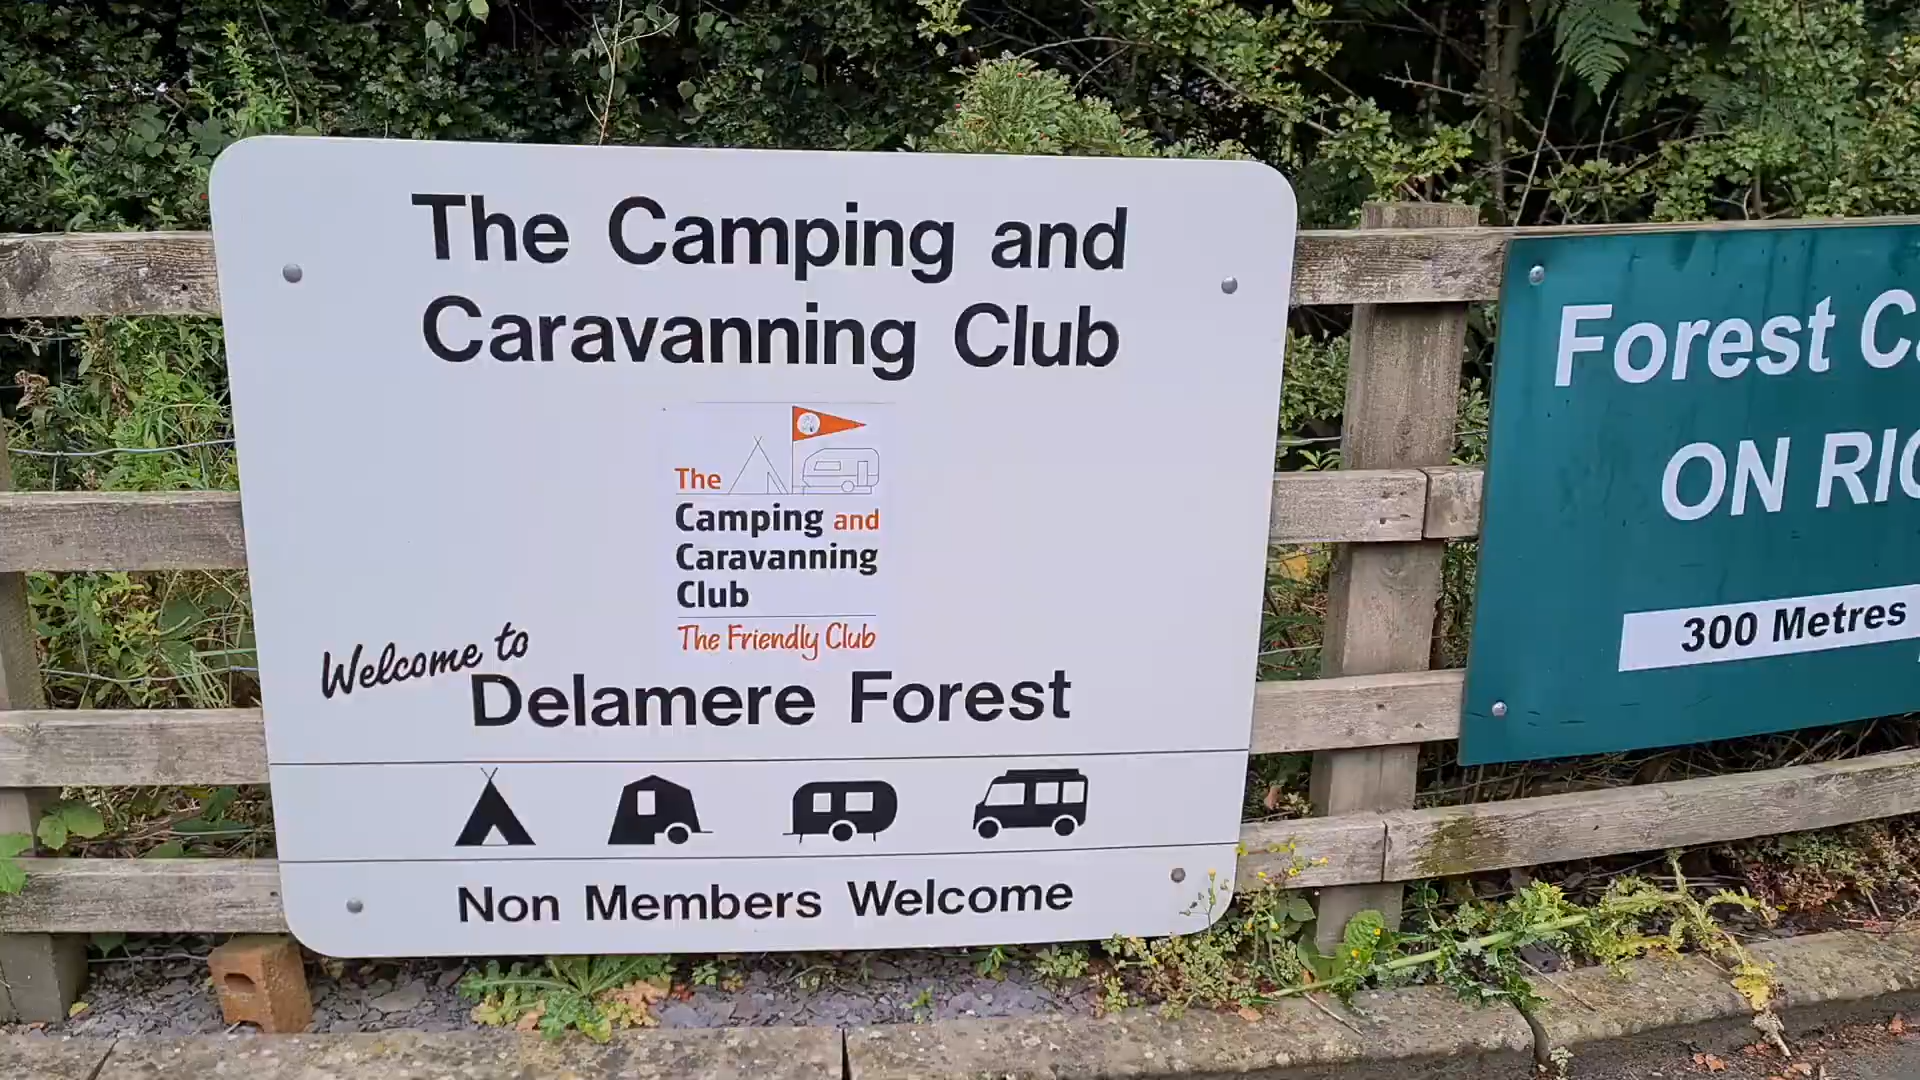 The Camping and
Caravanning Club
The
Camping and
Caravanning
Club
The Friendly Club
Welcome to
Delamere Forest
Non Members Welcome
Forest
ON
300 Metres